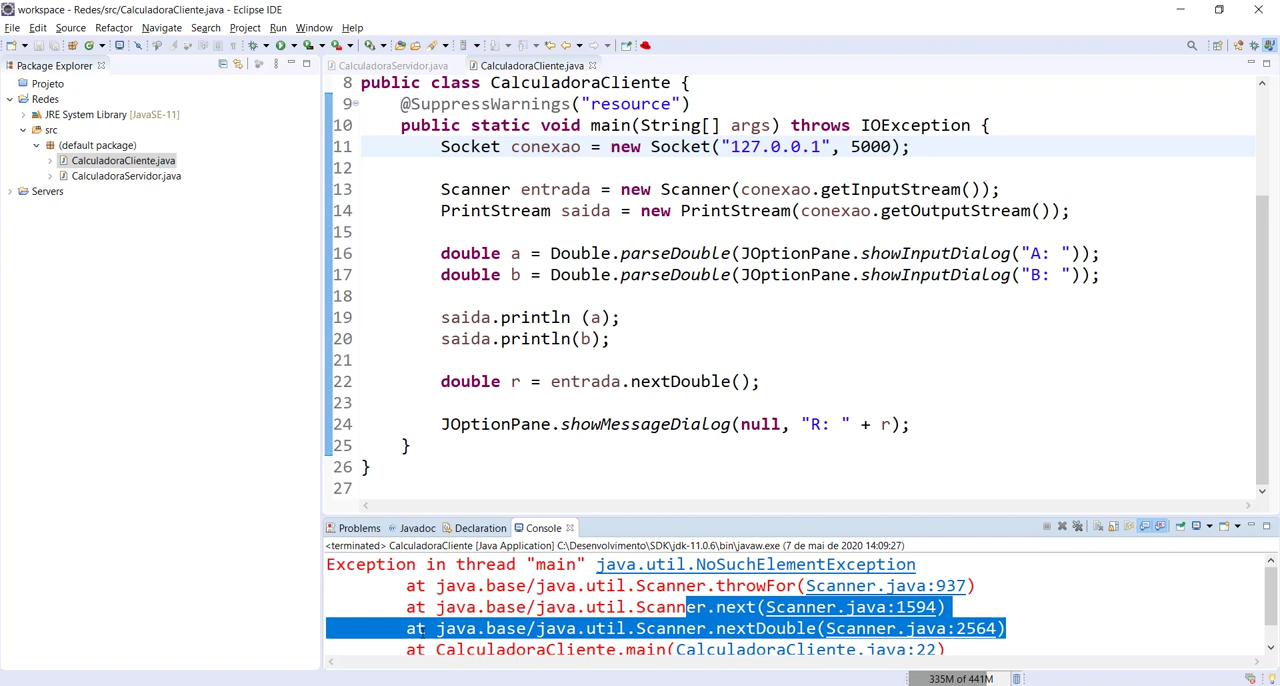 workspace - Redes/src/CalculadoraCliente.java - Eclipse IDE
File Edit Source Refactor Navigate Search Project Run Window Help
Package Explorer
Projeto
Redes
JRE System Library [JavaSE-11]
src
(default package)
CalculadoraCliente.java
CalculadoraServidor.java
Servers
CalculadoraServidor.java CalculadoraCliente.java
8 public class CalculadoraCliente {
9 @SuppressWarnings("resource")
10 public static void main(String[] args) throws IOException {
11 Socket conexao = new Socket("127.0.0.1", 5000);
12
13 Scanner entrada = new Scanner(conexao.getInputStream());
14 PrintStream saida = new PrintStream(conexao.getOutputStream());
15
16 double a = Double.parseDouble(JOptionPane.showInputDialog("A: "));
17 double b = Double.parseDouble(JOptionPane.showInputDialog("B: "));
18
19 saida.println (a);
20 saida.println(b);
21
22 double r = entrada.nextDouble();
23
24 JOptionPane.showMessageDialog(null, "R: " + r);
25 }
26 }
27
Problems Javadoc Declaration Console
<terminated> CalculadoraCliente [Java Application] C:\Desenvolvimento\SDK\jdk-11.0.6\bin\javaw.exe (7 de mai de 2020 14:09:27)
Exception in thread "main" java.util.NoSuchElementException
at java.base/java.util.Scanner.throwFor(Scanner.java:937)
at java.base/java.util.Scanner.next(Scanner.java:1594)
at java.base/java.util.Scanner.nextDouble(Scanner.java:2564)
at CalculadoraCliente.main(CalculadoraCliente.java:22)
335M of 441M